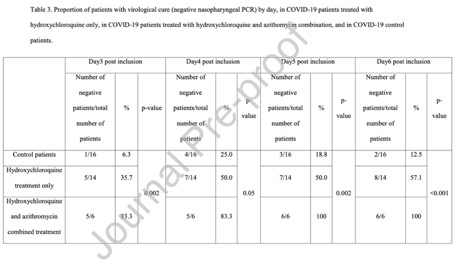 Table 3. Proportion of patients with virological cure (negative nasopharyngeal PCR) by day, in COVID-19 patients treated with
hydroxychloroquine only, in COVID-19 patients treated with hydroxychloroquine and azithromycin combination, and in COVID-19 control
patients.
Day3 post inclusion Day4 post inclusion Day5 post inclusion Day6 post inclusion
Number of Number of Number of Number of
negative negative negative negative
patients/total % p-value patients/total % p-value patients/total % p-value patients/total % p-value
number of number of number of number of
patients patients patients patients
Control patients 1/16 6.3 4/16 25.0 3/16 18.8 2/16 12.5
Hydroxychloroquine
treatment only 5/14 35.7 7/14 50.0 7/14 50.0 8/14 57.1
0.002 0.05 0.002 <0.001
Hydroxychloroquine
and azithromycin 5/6 83.3 5/6 83.3 6/6 100 6/6 100
combined treatment
Journal Pre-proof